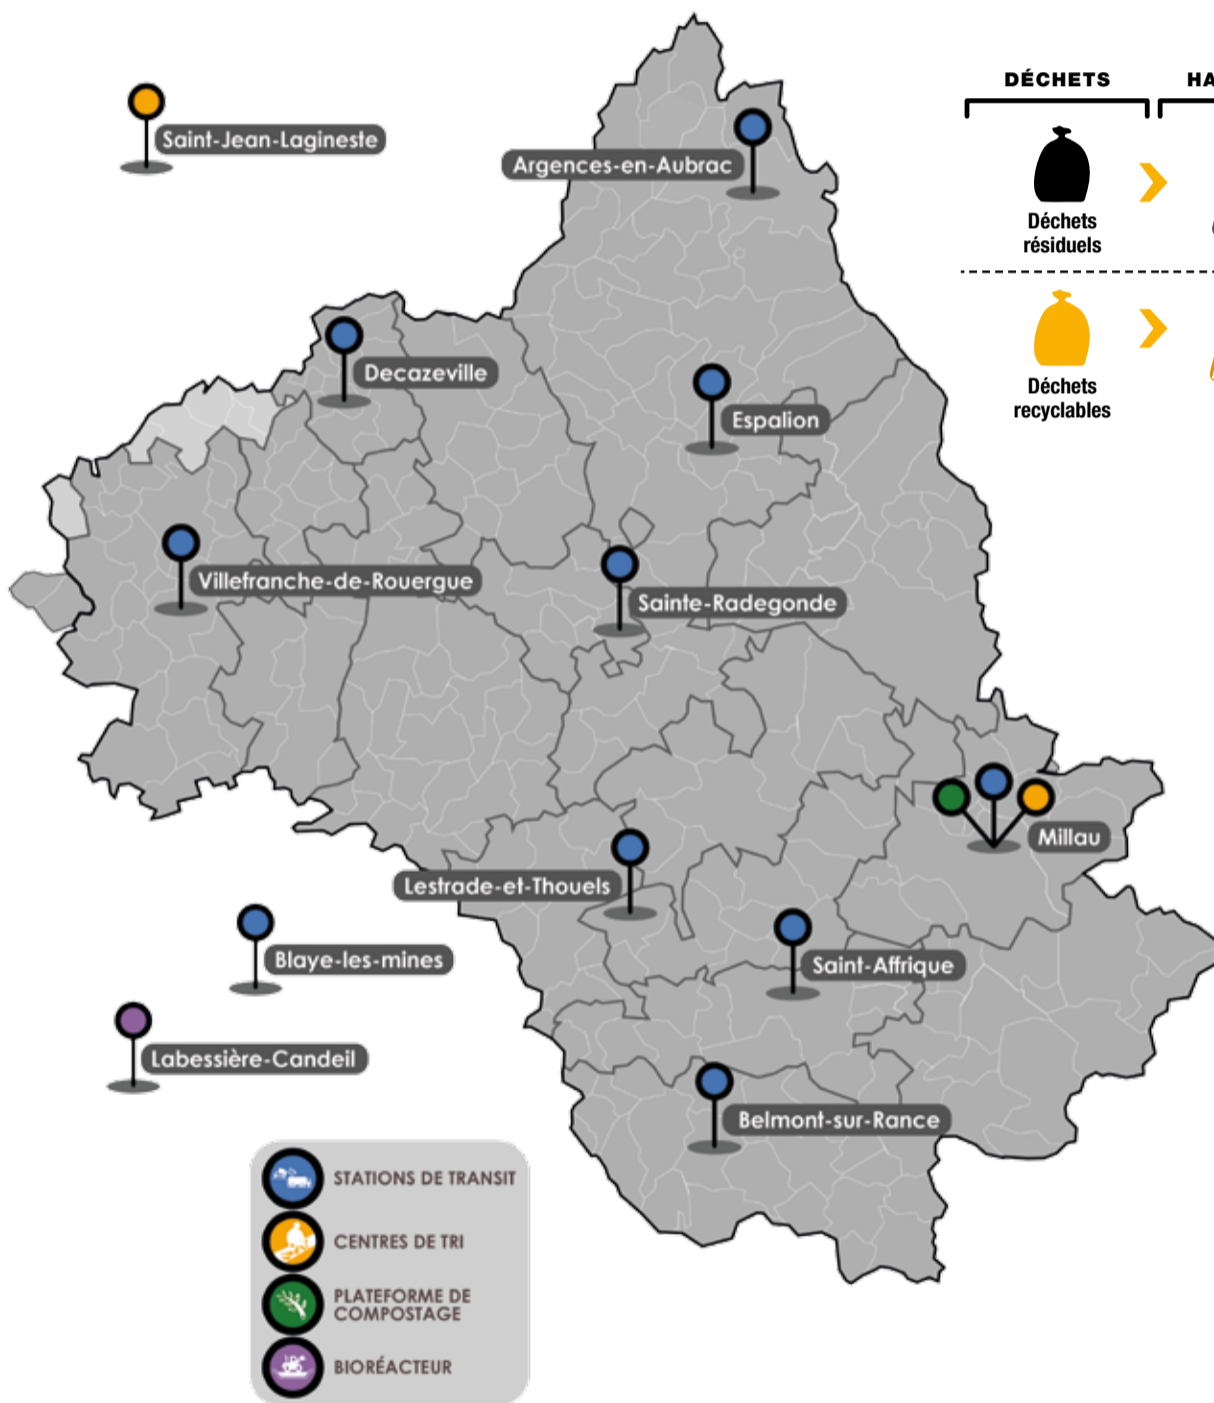 DÉCHETS
HA
Saint-Jean-Lagineste
Argences-en-Aubrac
Déchets
résiduels
Decazeville
Déchets
recyclables
Espalion
Villefranche-de-Rouergue
Sainte-Radegonde
Millau
Lestrade-et-Thouels
Blaye-les-mines
Saint-Affrique
Labessière-Candeil
Belmont-sur-Rance
STATIONS DE TRANSIT
CENTRES DE TRI
PLATEFORME DE
COMPOSTAGE
BIORÉACTEUR